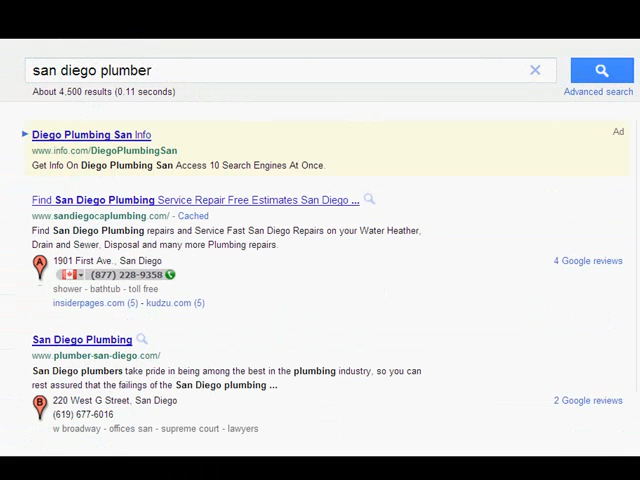 san diego plumber
About 4,500 results (0.11 seconds)
Advanced search
Diego Plumbing San Info
Ad
www.info.com/DiegoPlumbingSan
Get Info On Diego Plumbing San Access 10 Search Engines At Once.
Find San Diego Plumbing Service Repair Free Estimates San Diego ...
www.sandiegocaplumbing.com/ - Cached
Find San Diego Plumbing repairs and Service Fast San Diego Repairs on your Water Heather,
Drain and Sewer, Disposal and many more Plumbing repairs.
A
1901 First Ave., San Diego
4 Google reviews
(877) 228-9358
shower - bathtub - toll free
insiderpages.com (5) - kudzu.com (5)
San Diego Plumbing
www.plumber-san-diego.com/
San Diego plumbers take pride in being among the best in the plumbing industry, so you can
rest assured that the failings of the San Diego plumbing ...
B
220 West G Street, San Diego
2 Google reviews
(619) 677-6016
w broadway - offices san - supreme court - lawyers